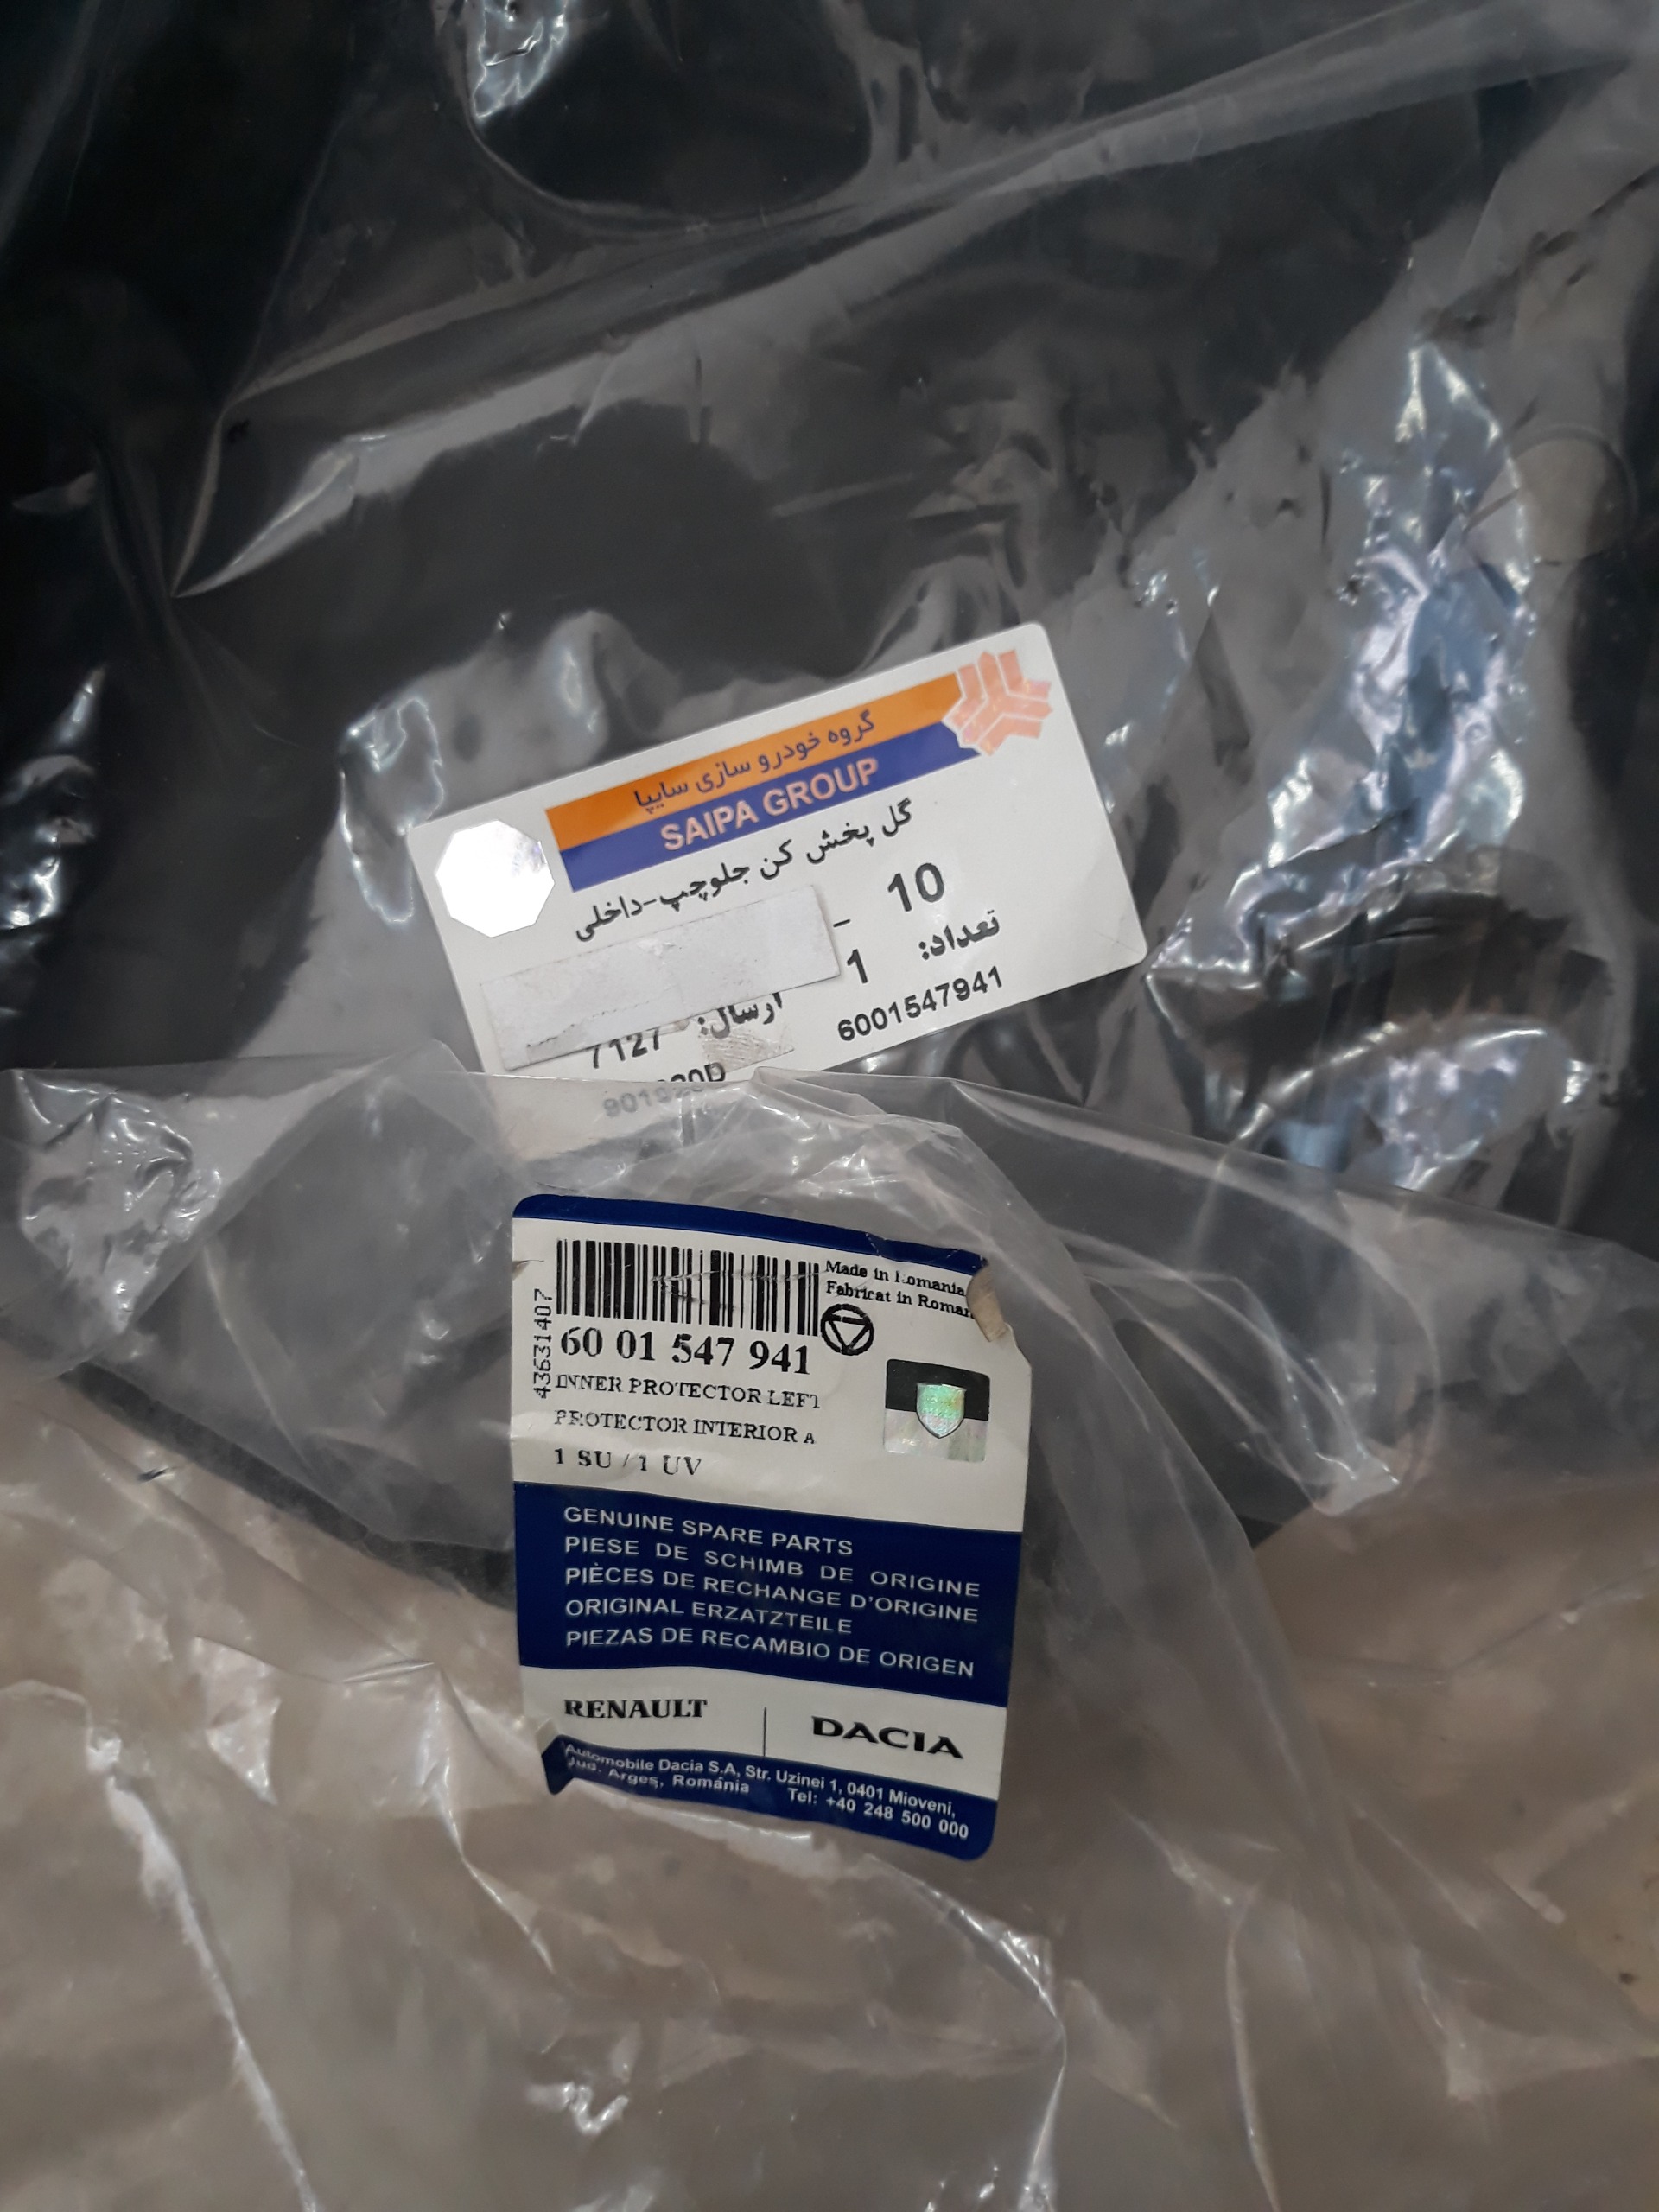 گروه خودرو سازی سایپا
SAIPA GROUP
گل پخش کن جلوچپ-داخلی
10 -
تعداد: 1
ارسال: 7127
6001547941
43631407
Made in Romania
Fabricat in Roman
60 01 547 941
INNER PROTECTOR LEFT
PROTECTOR INTERIOR A
1 SU / 1 UV
GENUINE SPARE PARTS
PIESE DE SCHIMB DE ORIGINE
PIÈCES DE RECHANGE D'ORIGINE
ORIGINAL ERZATZTEILE
PIEZAS DE RECAMBIO DE ORIGEN
RENAULT
DACIA
Automobile Dacia S.A, Str. Uzinei 1, 0401 Mioveni,
Jud. Argeş, România Tel: +40 248 500 000